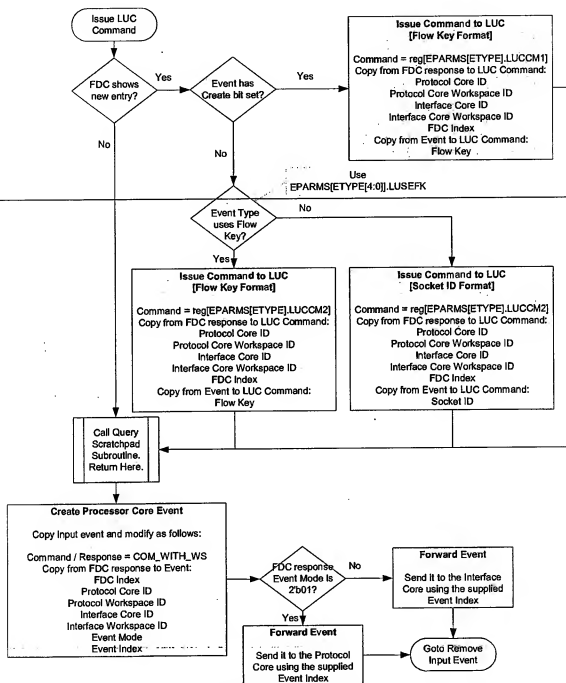 Issue LUC
Command
FDC shows
new entry?
Yes
No
Event has
Create bit set?
Yes
No
Issue Command to LUC
[Flow Key Format]
Command = reg[EPARMS[ETYPE].LUCCM1]
Copy from FDC response to LUC Command:
Protocol Core ID
Protocol Core Workspace ID
Interface Core ID
Interface Core Workspace ID
FDC Index
Copy from Event to LUC Command:
Flow Key
Use
EPARMS[ETYPE[4:0]].LUSEFK
Event Type
uses Flow
Key?
No
Yes
Issue Command to LUC
[Flow Key Format]
Command = reg[EPARMS[ETYPE].LUCCM2]
Copy from FDC response to LUC Command:
Protocol Core ID
Protocol Core Workspace ID
Interface Core ID
Interface Core Workspace ID
FDC Index
Copy from Event to LUC Command:
Flow Key
Issue Command to LUC
[Socket ID Format]
Command = reg[EPARMS[ETYPE].LUCCM2]
Copy from FDC response to LUC Command:
Protocol Core ID
Protocol Core Workspace ID
Interface Core ID
Interface Core Workspace ID
FDC Index
Copy from Event to LUC Command:
Socket ID
Call Query
Scratchpad
Subroutine.
Return Here.
Create Processor Core Event
Copy Input event and modify as follows:
Command / Response = COM_WITH_WS
Copy from FDC response to Event:
FDC Index
Protocol Core ID
Protocol Workspace ID
Interface Core ID
Interface Workspace ID
Event Mode
Event Index
FDC response
Event Mode is
2'b01?
No
Yes
Forward Event
Send it to the Interface
Core using the supplied
Event Index
Forward Event
Send it to the Protocol
Core using the supplied
Event Index
Goto Remove
Input Event